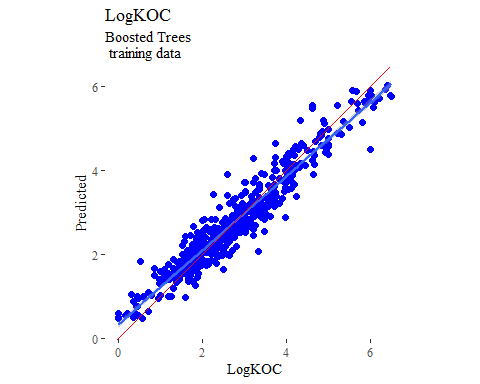 LogKOC
Boosted Trees
training data
6
4
2
0
Predicted
0 2 4 6
LogKOC